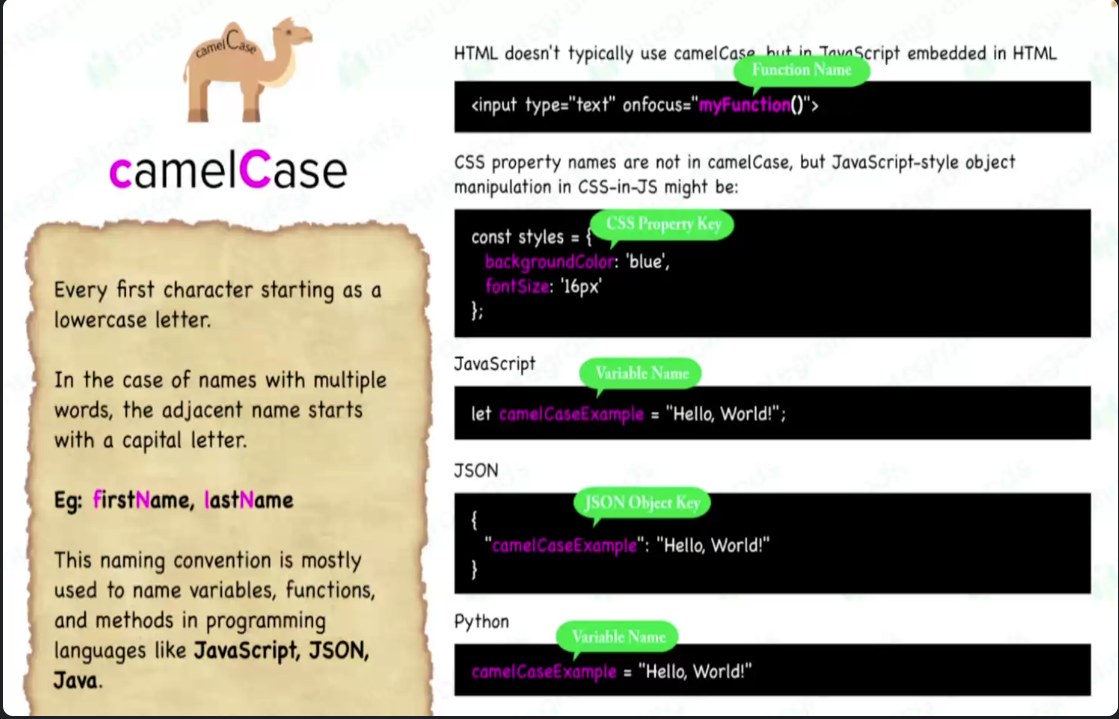 camelCase
camelCase
Every first character starting as a
lowercase letter.
In the case of names with multiple
words, the adjacent name starts
with a capital letter.
Eg: firstName, lastName
This naming convention is mostly
used to name variables, functions,
and methods in programming
languages like JavaScript, JSON,
Java.
HTML doesn't typically use camelCase, but in JavaScript embedded in HTML
Function Name
<input type="text" onfocus="myFunction()">
CSS property names are not in camelCase, but JavaScript-style object
manipulation in CSS-in-JS might be:
CSS Property Key
const styles = {
backgroundColor: 'blue',
fontSize: '16px'
};
JavaScript
Variable Name
let camelCaseExample = "Hello, World!";
JSON
JSON Object Key
{
"camelCaseExample": "Hello, World!"
}
Python
Variable Name
camelCaseExample = "Hello, World!"